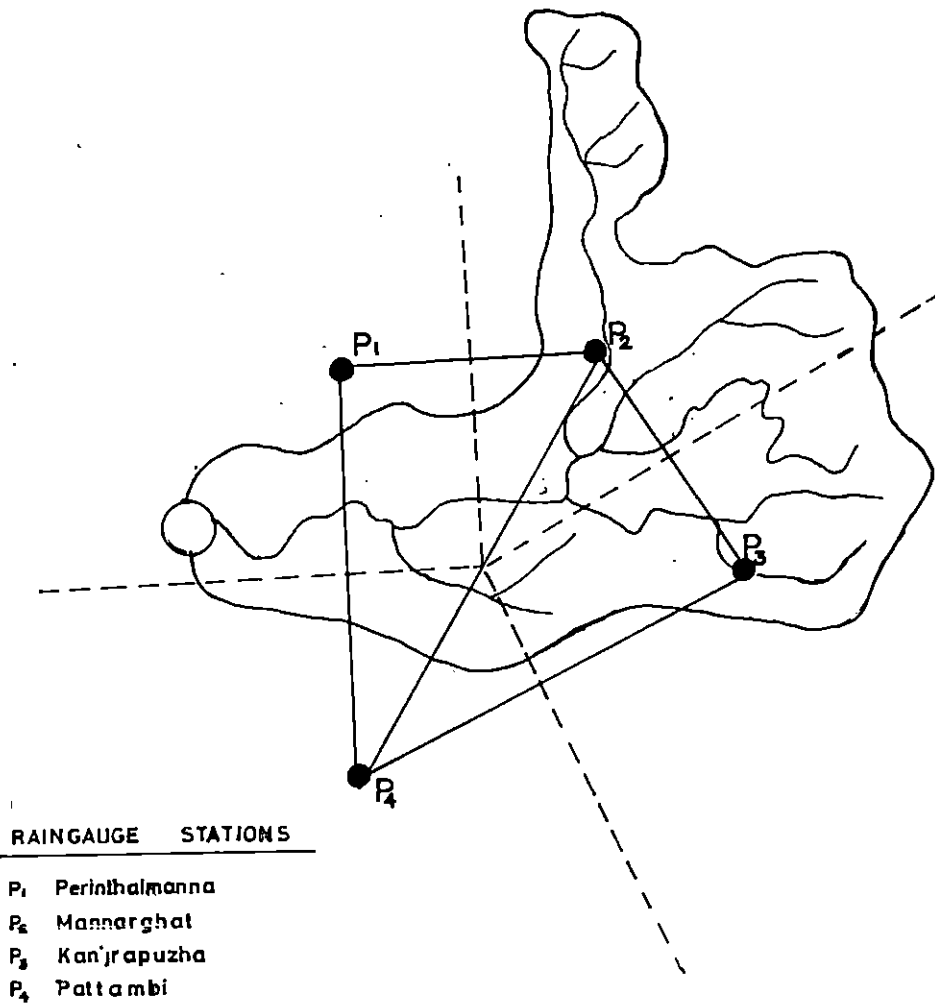 P₁
P₂
P₃
P₄
RAINGAUGE STATIONS
P₁ Perinthalmanna
P₂ Mannarghat
P₃ Kanjrapuzha
P₄ Pattambi